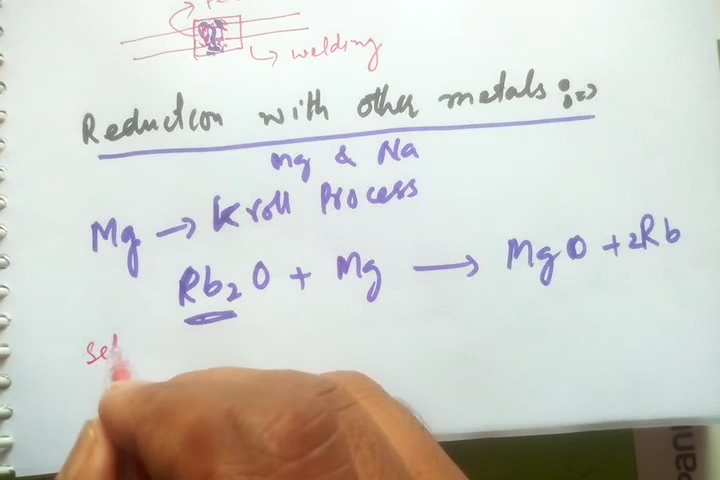 welding
Reduction with other metals :=>
Mg & Na
Mg → Kroll Process
Rb₂O + Mg → MgO + 2Rb